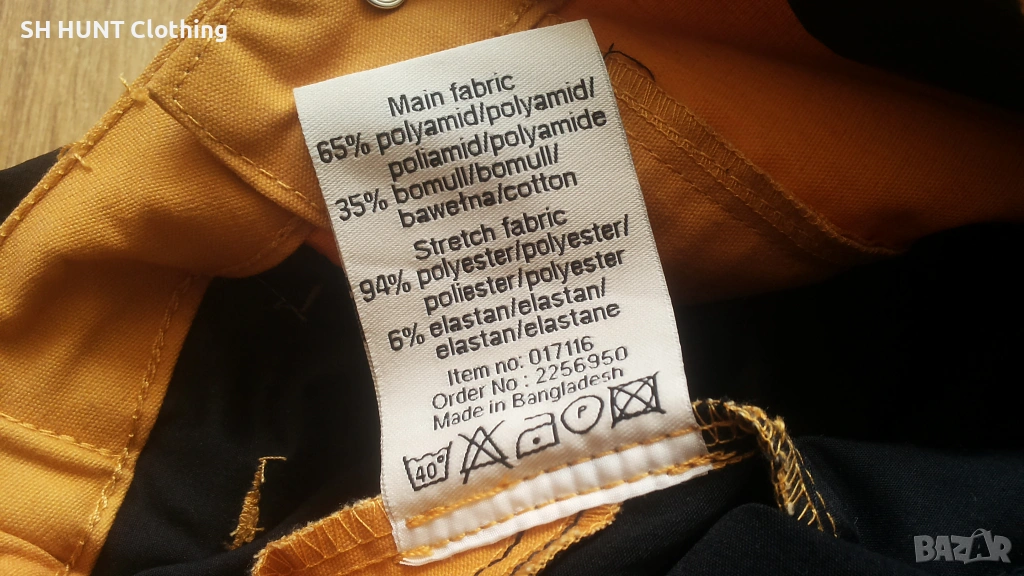 SH HUNT Clothing
Main fabric
65% polyamid/polyamid/
poliamid/polyamide
35% bomull/bomull/
bawełna/cotton
Stretch fabric
94% polyester/polyester/
poliester/polyester
6% elastan/elastan/
elastan/elastane
Item no: 017116
Order No : 2256950
Made in Bangladesh
40° P
BAZAR